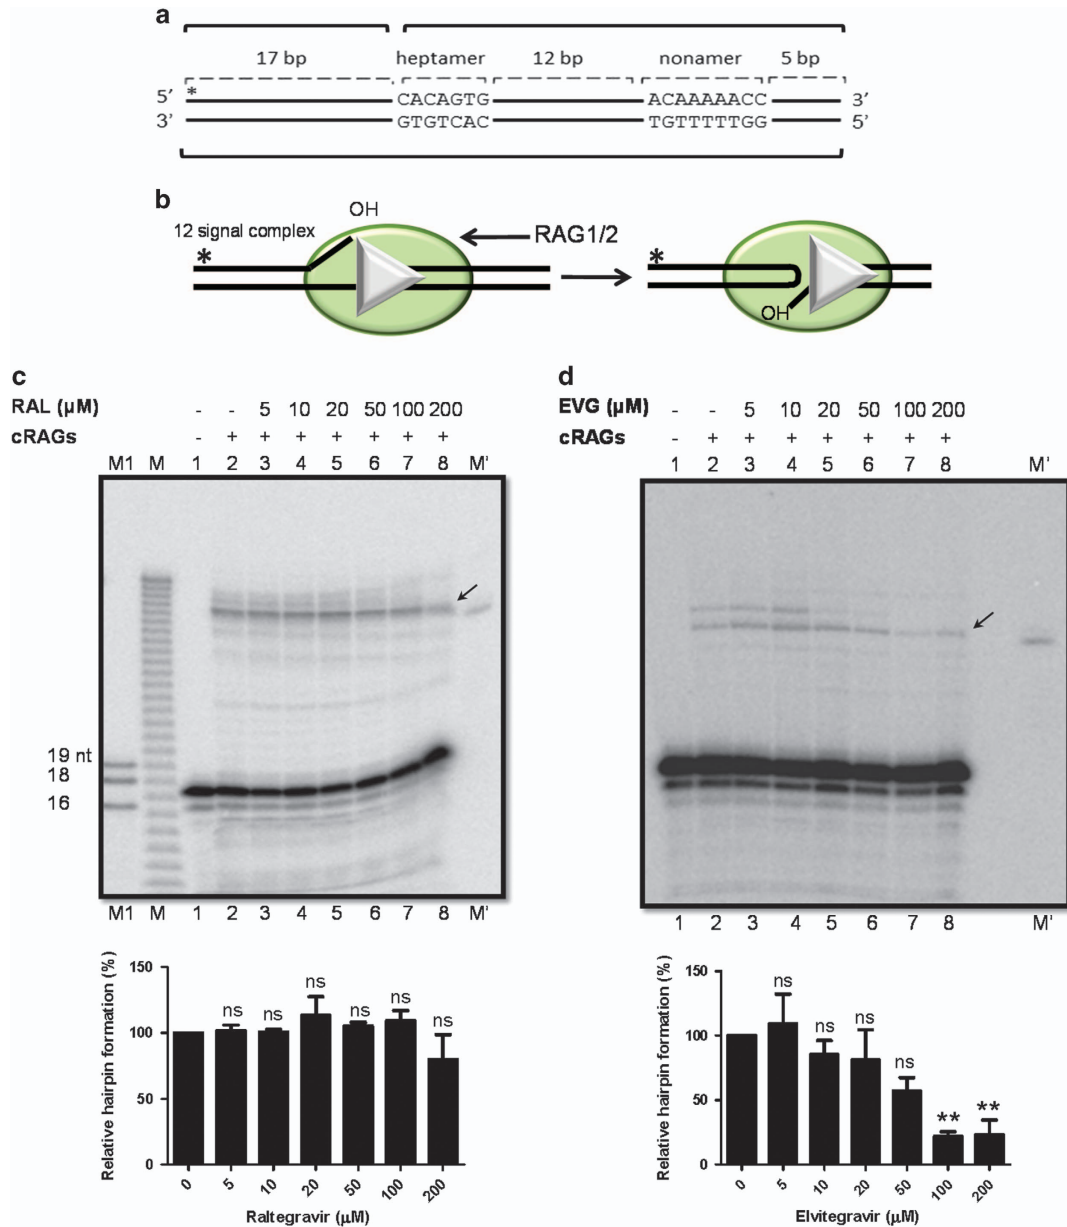 a
17 bp heptamer 12 bp nonamer 5 bp
*
5’ CACAGTG ACAAAAACC 3’
3’ GTGTCAC TGTTTTTGG 5’
b
OH
12 signal complex
*
RAG1/2
*
OH
c
RAL (µM) - - 5 10 20 50 100 200
cRAGs - + + + + + + +
M1 M 1 2 3 4 5 6 7 8 M'
19 nt
18
16
M1 M 1 2 3 4 5 6 7 8 M'
d
EVG (µM) - - 5 10 20 50 100 200
cRAGs - + + + + + + +
1 2 3 4 5 6 7 8 M'
1 2 3 4 5 6 7 8 M'
Relative hairpin formation (%)
150
100
50
0
ns ns ns ns ns ns
0 5 10 20 50 100 200
Raltegravir (µM)
Relative hairpin formation (%)
150
100
50
0
ns ns ns ns ** **
0 5 10 20 50 100 200
Elvitegravir (µM)